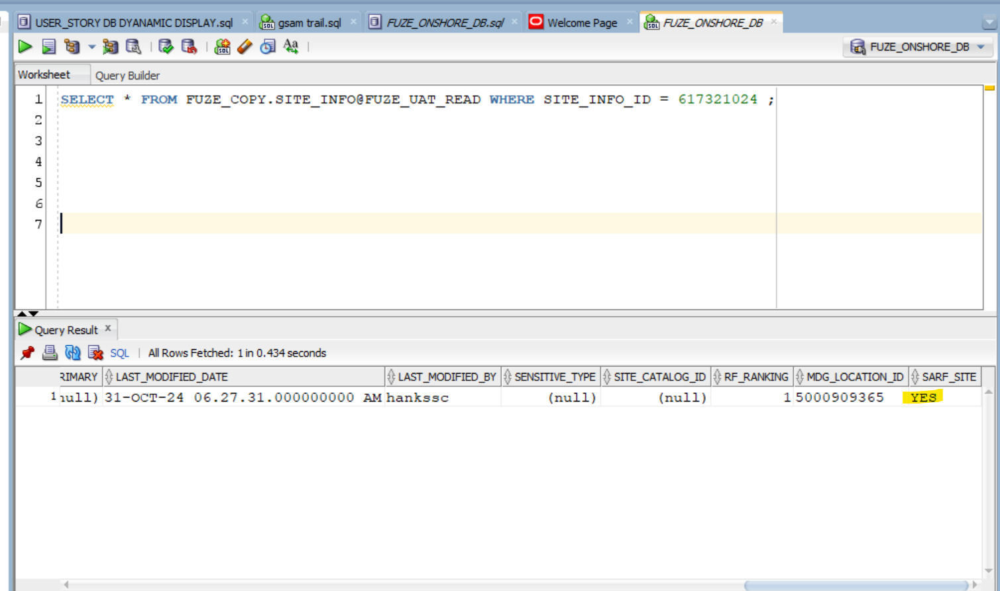 USER_STORY DB DYANAMIC DISPLAY.sql × gsam trail.sql × FUZE_ONSHORE_DB.sql × Welcome Page × FUZE_ONSHORE_DB ×
FUZE_ONSHORE_DB
Worksheet Query Builder
1 SELECT * FROM FUZE_COPY.SITE_INFO@FUZE_UAT_READ WHERE SITE_INFO_ID = 617321024 ;
2
3
4
5
6
7
Query Result x
SQL | All Rows Fetched: 1 in 0.434 seconds
RIMARY LAST_MODIFIED_DATE LAST_MODIFIED_BY SENSITIVE_TYPE SITE_CATALOG_ID RF_RANKING MDG_LOCATION_ID SARF_SITE
1 null) 31-OCT-24 06.27.31.000000000 AM hankssc (null) (null) 1 5000909365 YES